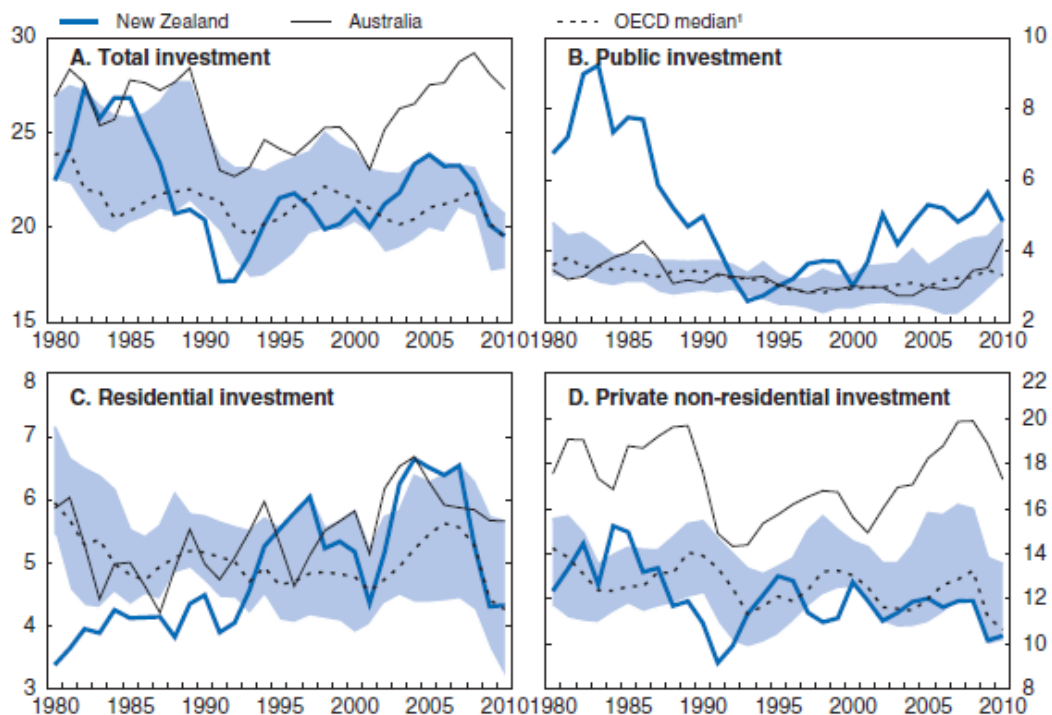 New Zealand Australia OECD median¹
A. Total investment
30
25
20
15
1980 1985 1990 1995 2000 2005 2010
B. Public investment
10
8
6
4
2
1980 1985 1990 1995 2000 2005 2010
C. Residential investment
8
7
6
5
4
3
1980 1985 1990 1995 2000 2005 2010
D. Private non-residential investment
22
20
18
16
14
12
10
8
1980 1985 1990 1995 2000 2005 2010